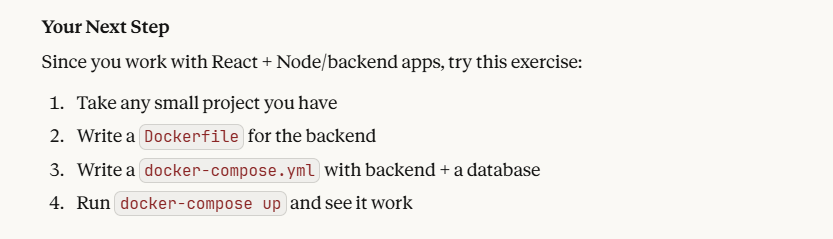 Your Next Step
Since you work with React + Node/backend apps, try this exercise:
1. Take any small project you have
2. Write a Dockerfile for the backend
3. Write a docker-compose.yml with backend + a database
4. Run docker-compose up and see it work